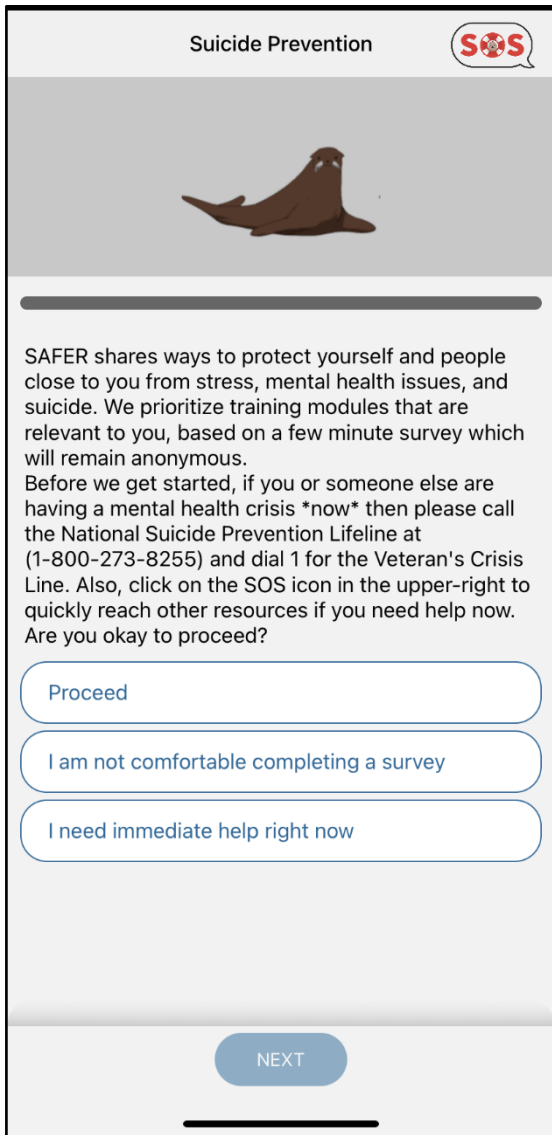 Suicide Prevention
SOS
SAFER shares ways to protect yourself and people
close to you from stress, mental health issues, and
suicide. We prioritize training modules that are
relevant to you, based on a few minute survey which
will remain anonymous.
Before we get started, if you or someone else are
having a mental health crisis *now* then please call
the National Suicide Prevention Lifeline at
(1-800-273-8255) and dial 1 for the Veteran's Crisis
Line. Also, click on the SOS icon in the upper-right to
quickly reach other resources if you need help now.
Are you okay to proceed?
Proceed
I am not comfortable completing a survey
I need immediate help right now
NEXT